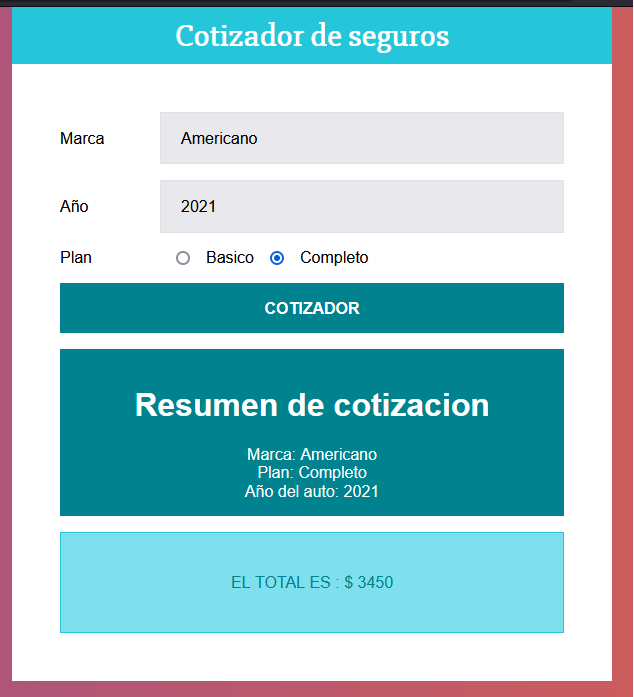 Cotizador de seguros
Marca
Americano
Año
2021
Plan
Basico
Completo
COTIZADOR
Resumen de cotizacion
Marca: Americano
Plan: Completo
Año del auto: 2021
EL TOTAL ES : $ 3450